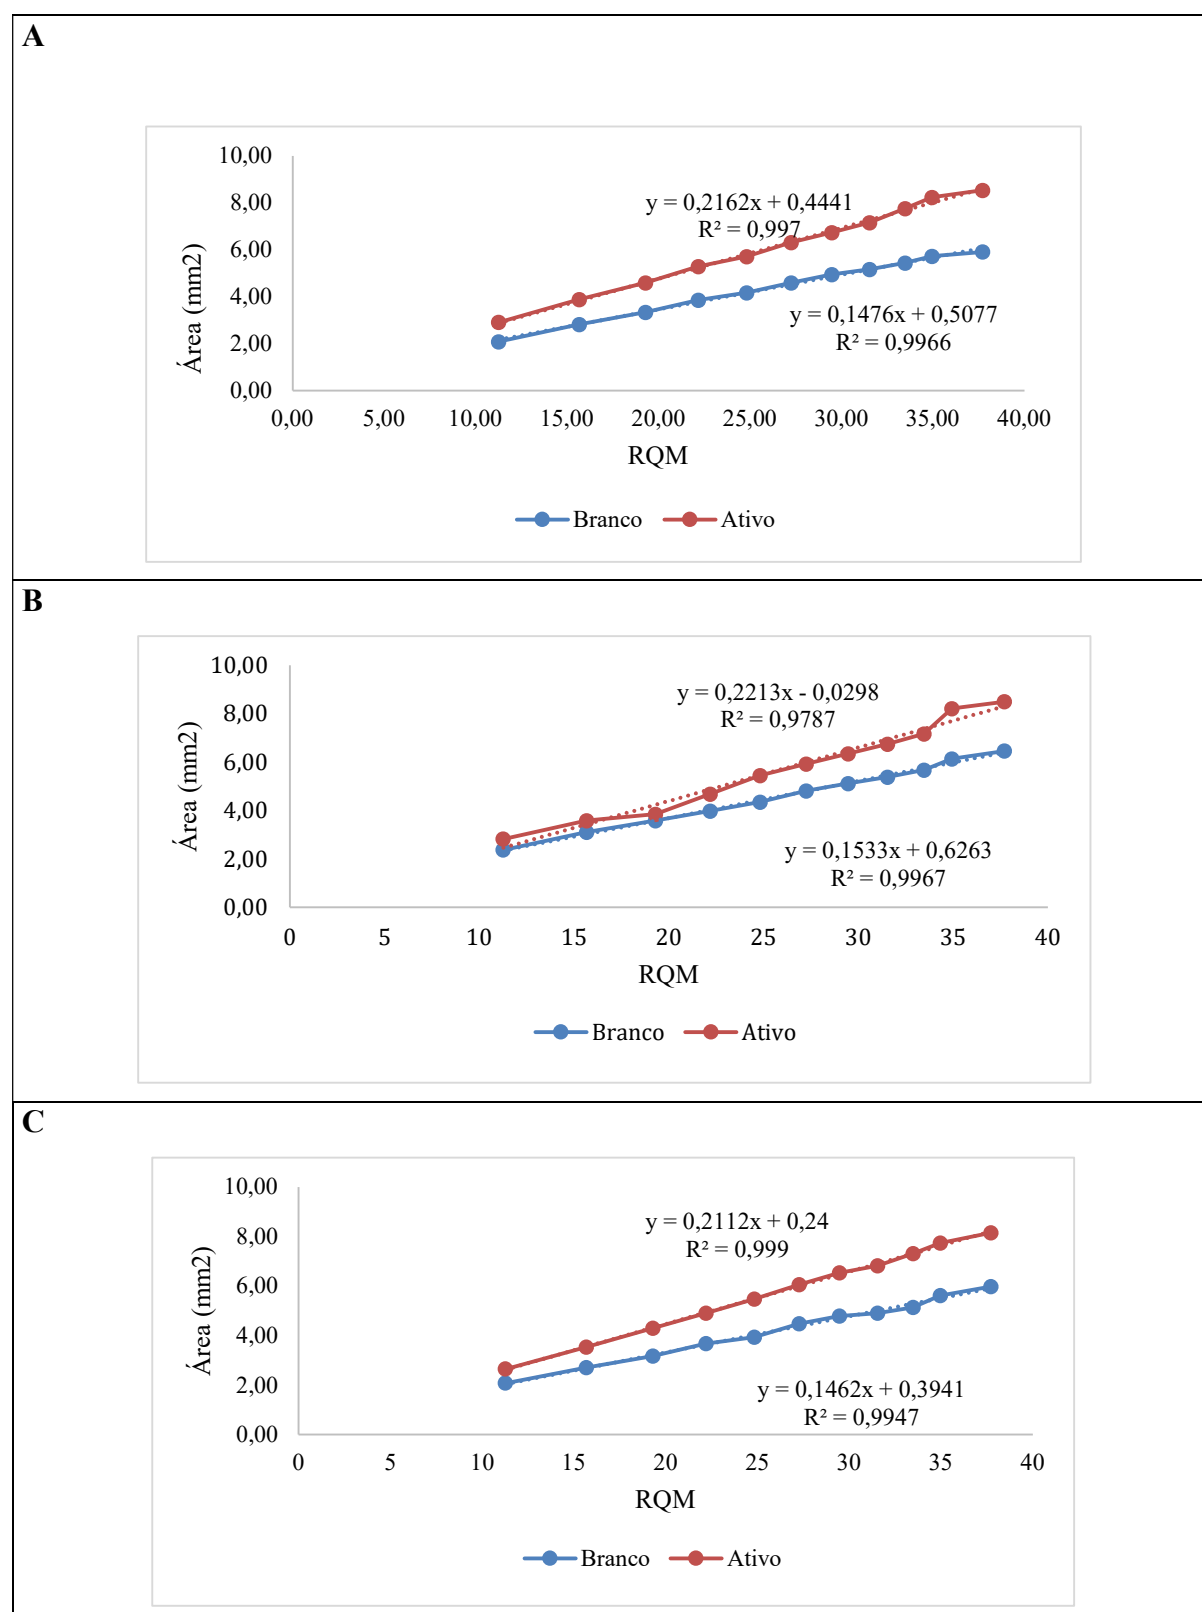 A
10,00
8,00
6,00
4,00
2,00
0,00
Área (mm2)
y = 0,2162x + 0,4441
R² = 0,997
y = 0,1476x + 0,5077
R² = 0,9966
0,00 5,00 10,00 15,00 20,00 25,00 30,00 35,00 40,00
RQM
Branco Ativo
B
10,00
8,00
6,00
4,00
2,00
0,00
Área (mm2)
y = 0,2213x - 0,0298
R² = 0,9787
y = 0,1533x + 0,6263
R² = 0,9967
0 5 10 15 20 25 30 35 40
RQM
Branco Ativo
C
10,00
8,00
6,00
4,00
2,00
0,00
Área (mm2)
y = 0,2112x + 0,24
R² = 0,999
y = 0,1462x + 0,3941
R² = 0,9947
0 5 10 15 20 25 30 35 40
RQM
Branco Ativo